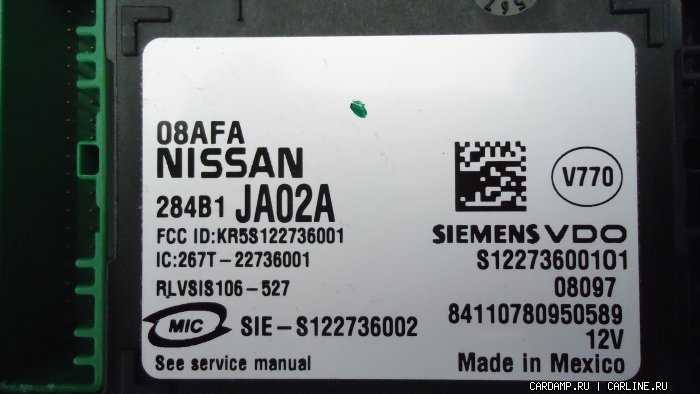 08AFA
NISSAN
284B1 JA02A
FCC ID:KR5S122736001
IC:267T-22736001
RLVSIS106-527
MIC SIE-S122736002
See service manual
V770
SIEMENS VDO
S12273600101
08097
84110780950589
12V
Made in Mexico
CARDAMP.RU | CARLINE.RU